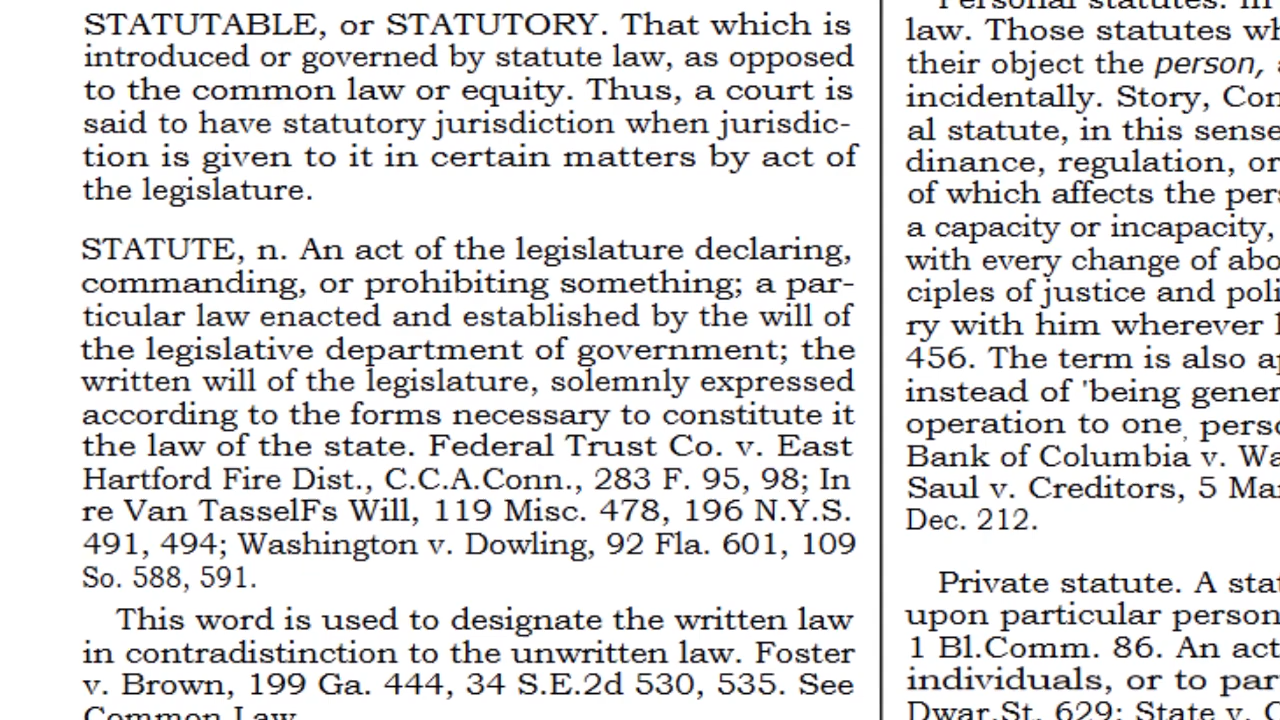 STATUTABLE, or STATUTORY. That which is
introduced or governed by statute law, as opposed
to the common law or equity. Thus, a court is
said to have statutory jurisdiction when jurisdic-
tion is given to it in certain matters by act of
the legislature.
STATUTE, n. An act of the legislature declaring,
commanding, or prohibiting something; a par-
ticular law enacted and established by the will of
the legislative department of government; the
written will of the legislature, solemnly expressed
according to the forms necessary to constitute it
the law of the state. Federal Trust Co. v. East
Hartford Fire Dist., C.C.A.Conn., 283 F. 95, 98; In
re Van TasselFs Will, 119 Misc. 478, 196 N.Y.S.
491, 494; Washington v. Dowling, 92 Fla. 601, 109
So. 588, 591.
This word is used to designate the written law
in contradistinction to the unwritten law. Foster
v. Brown, 199 Ga. 444, 34 S.E.2d 530, 535. See
Common Law.
Personal statutes. In
law. Those statutes wh
their object the person,
incidentally. Story, Con
al statute, in this sense
dinance, regulation, or
of which affects the pers
a capacity or incapacity,
with every change of abo
ciples of justice and poli
ry with him wherever
456. The term is also ap
instead of 'being gener
operation to one, perso
Bank of Columbia v. Wa
Saul v. Creditors, 5 Mar
Dec. 212.
Private statute. A stat
upon particular person
1 Bl.Comm. 86. An act
individuals, or to par
Dwar.St. 629; State v. C